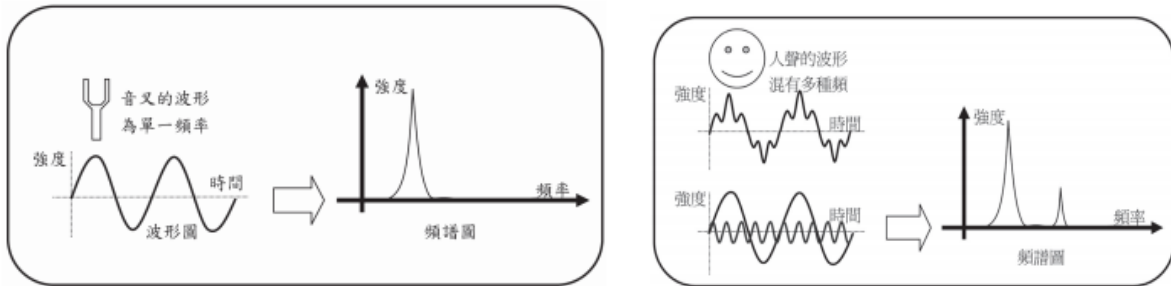 音叉的波形
為單一頻率
強度
時間
波形圖
強度
頻率
頻譜圖
人聲的波形
混有多種頻
強度
時間
強度
時間
強度
頻率
頻譜圖